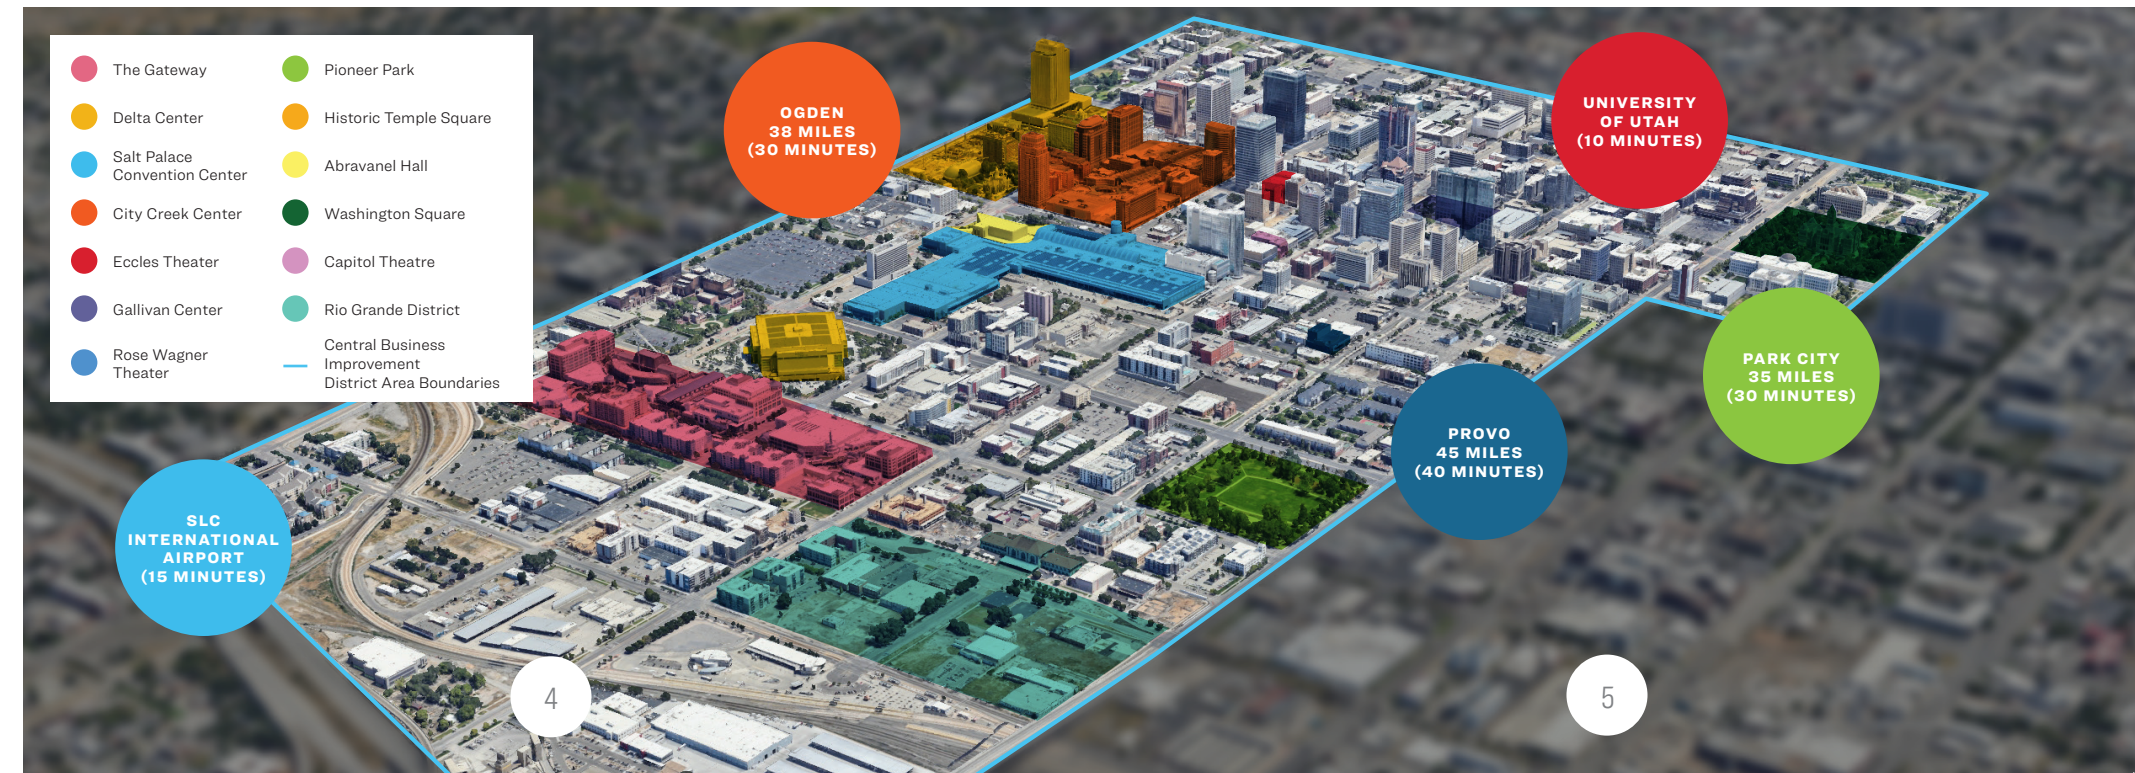 The Gateway
Delta Center
Salt Palace
Convention Center
City Creek Center
Eccles Theater
Gallivan Center
Rose Wagner
Theater
Pioneer Park
Historic Temple Square
Abravanel Hall
Washington Square
Capitol Theatre
Rio Grande District
Central Business
Improvement
District Area Boundaries
OGDEN
38 MILES
(30 MINUTES)
UNIVERSITY
OF UTAH
(10 MINUTES)
PARK CITY
35 MILES
(30 MINUTES)
PROVO
45 MILES
(40 MINUTES)
SLC
INTERNATIONAL
AIRPORT
(15 MINUTES)
4
5